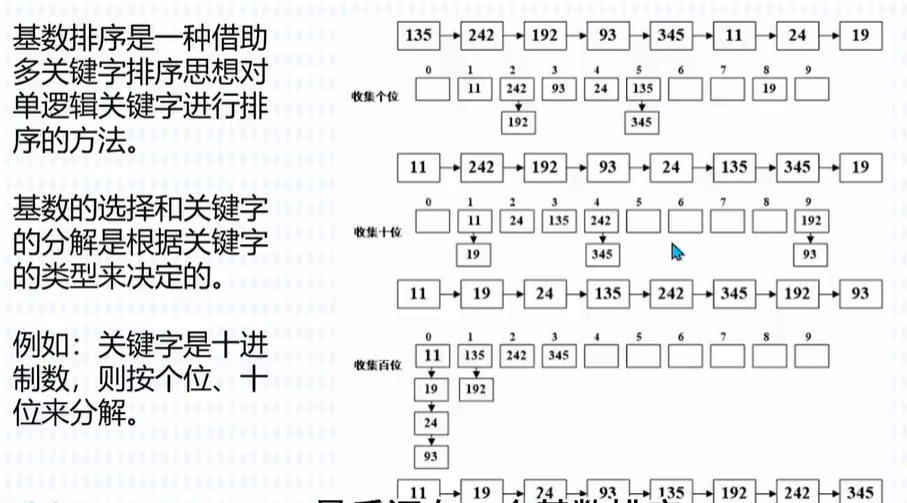 基数排序是一种借助
多关键字排序思想对
单逻辑关键字进行排
序的方法。
基数的选择和关键字
的分解是根据关键字
的类型来决定的。
例如：关键字是十进
制数，则按个位、十
位来分解。
135 242 192 93 345 11 24 19
0 1 2 3 4 5 6 7 8 9
收集个位 11 242 93 24 135 19
192 345
11 242 192 93 24 135 345 19
0 1 2 3 4 5 6 7 8 9
收集十位 11 24 135 242 192
19 345 93
11 19 24 135 242 345 192 93
0 1 2 3 4 5 6 7 8 9
收集百位 11 135 242 345
19 192
24
93
11 19 24 93 135 192 242 345